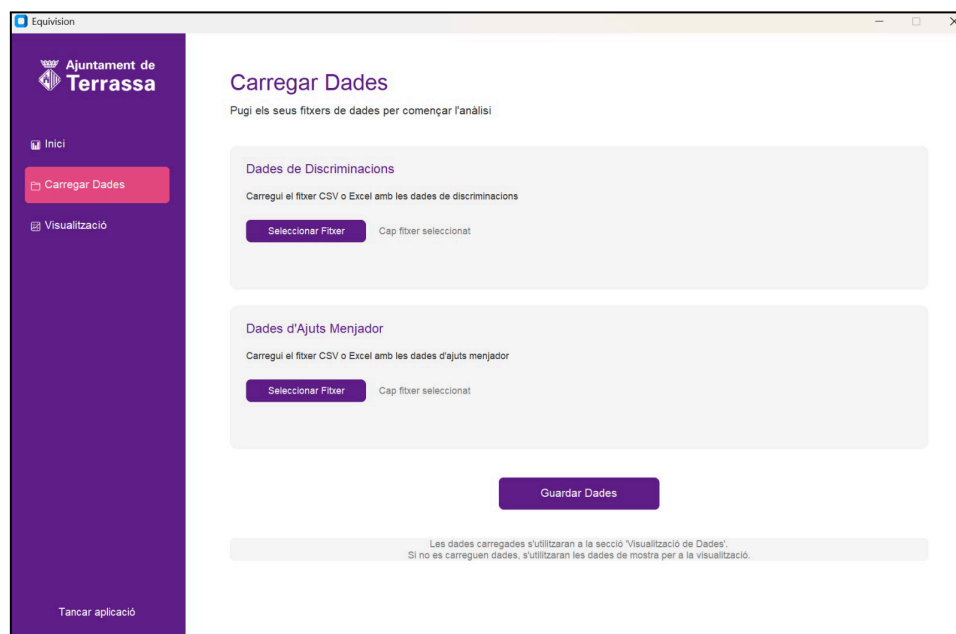 Equivision
Ajuntament de
Terrassa
Inici
Carregar Dades
Visualització
Tancar aplicació
Carregar Dades
Pugi els seus fitxers de dades per començar l'anàlisi
Dades de Discriminacions
Carregui el fitxer CSV o Excel amb les dades de discriminacions
Seleccionar Fitxer Cap fitxer seleccionat
Dades d'Ajuts Menjador
Carregui el fitxer CSV o Excel amb les dades d'ajuts menjador
Seleccionar Fitxer Cap fitxer seleccionat
Guardar Dades
Les dades carregades s'utilitzaran a la secció 'Visualització de Dades'.
Si no es carreguen dades, s'utilitzaran les dades de mostra per a la visualització.